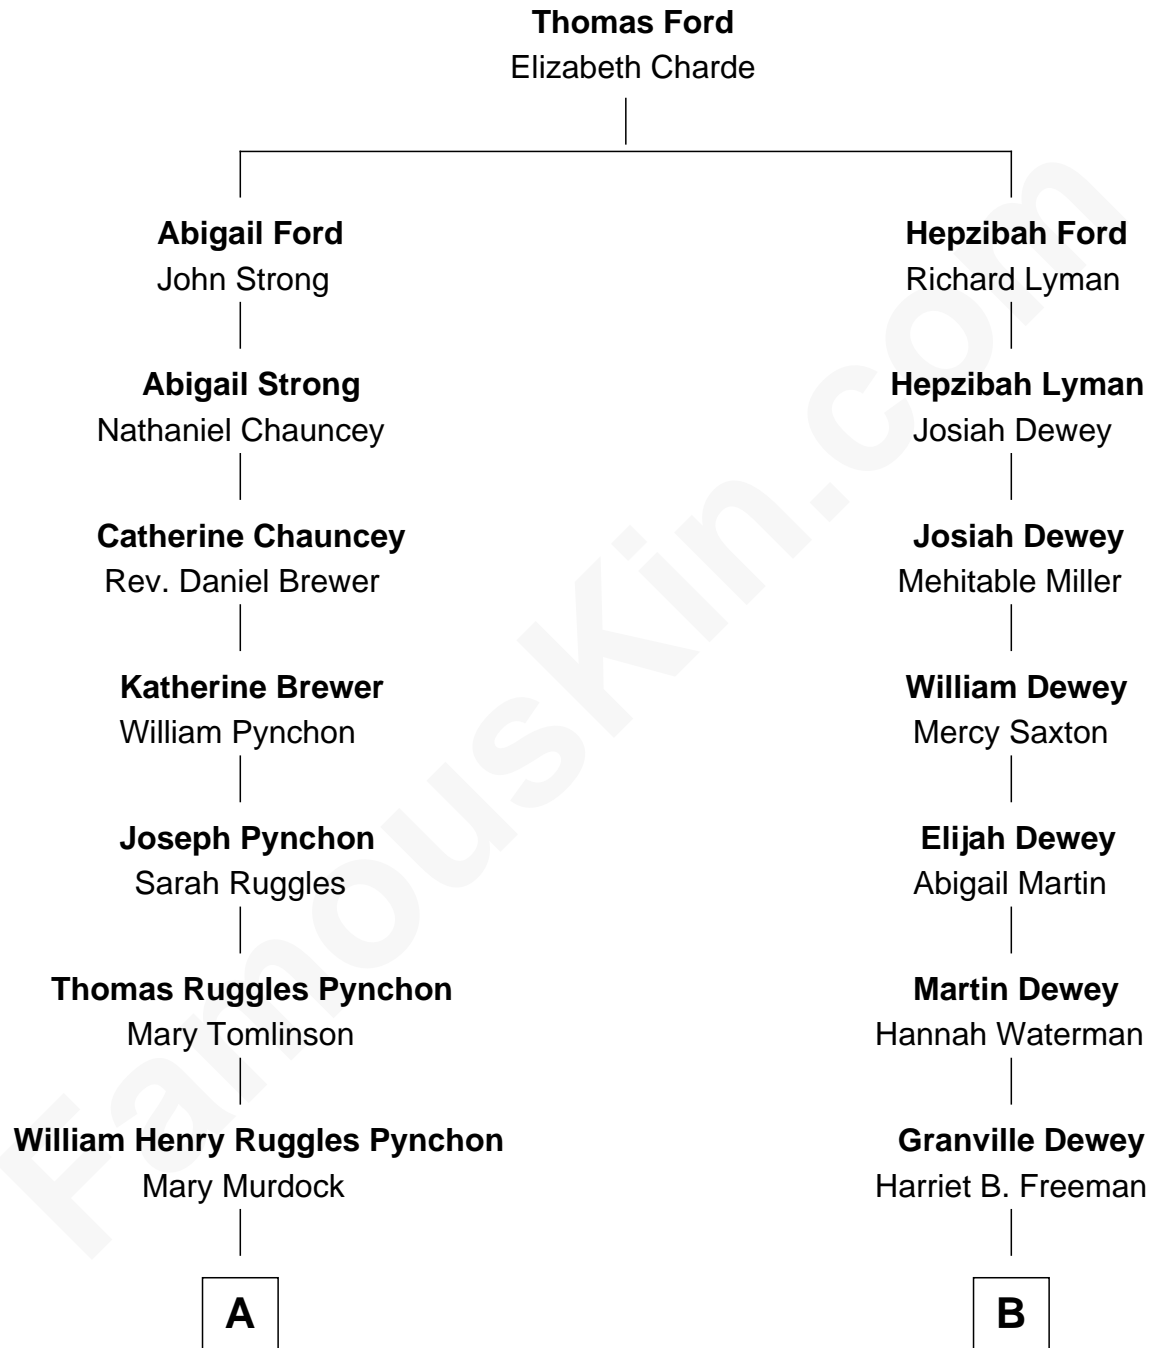 Thomas Ford
Elizabeth Charde
Abigail Ford
John Strong
Hepzibah Ford
Richard Lyman
Abigail Strong
Nathaniel Chauncey
Hepzibah Lyman
Josiah Dewey
Catherine Chauncey
Rev. Daniel Brewer
Josiah Dewey
Mehitable Miller
Katherine Brewer
William Pynchon
William Dewey
Mercy Saxton
Joseph Pynchon
Sarah Ruggles
Elijah Dewey
Abigail Martin
Thomas Ruggles Pynchon
Mary Tomlinson
Martin Dewey
Hannah Waterman
William Henry Ruggles Pynchon
Mary Murdock
Granville Dewey
Harriet B. Freeman
A
B
FamousKin.com